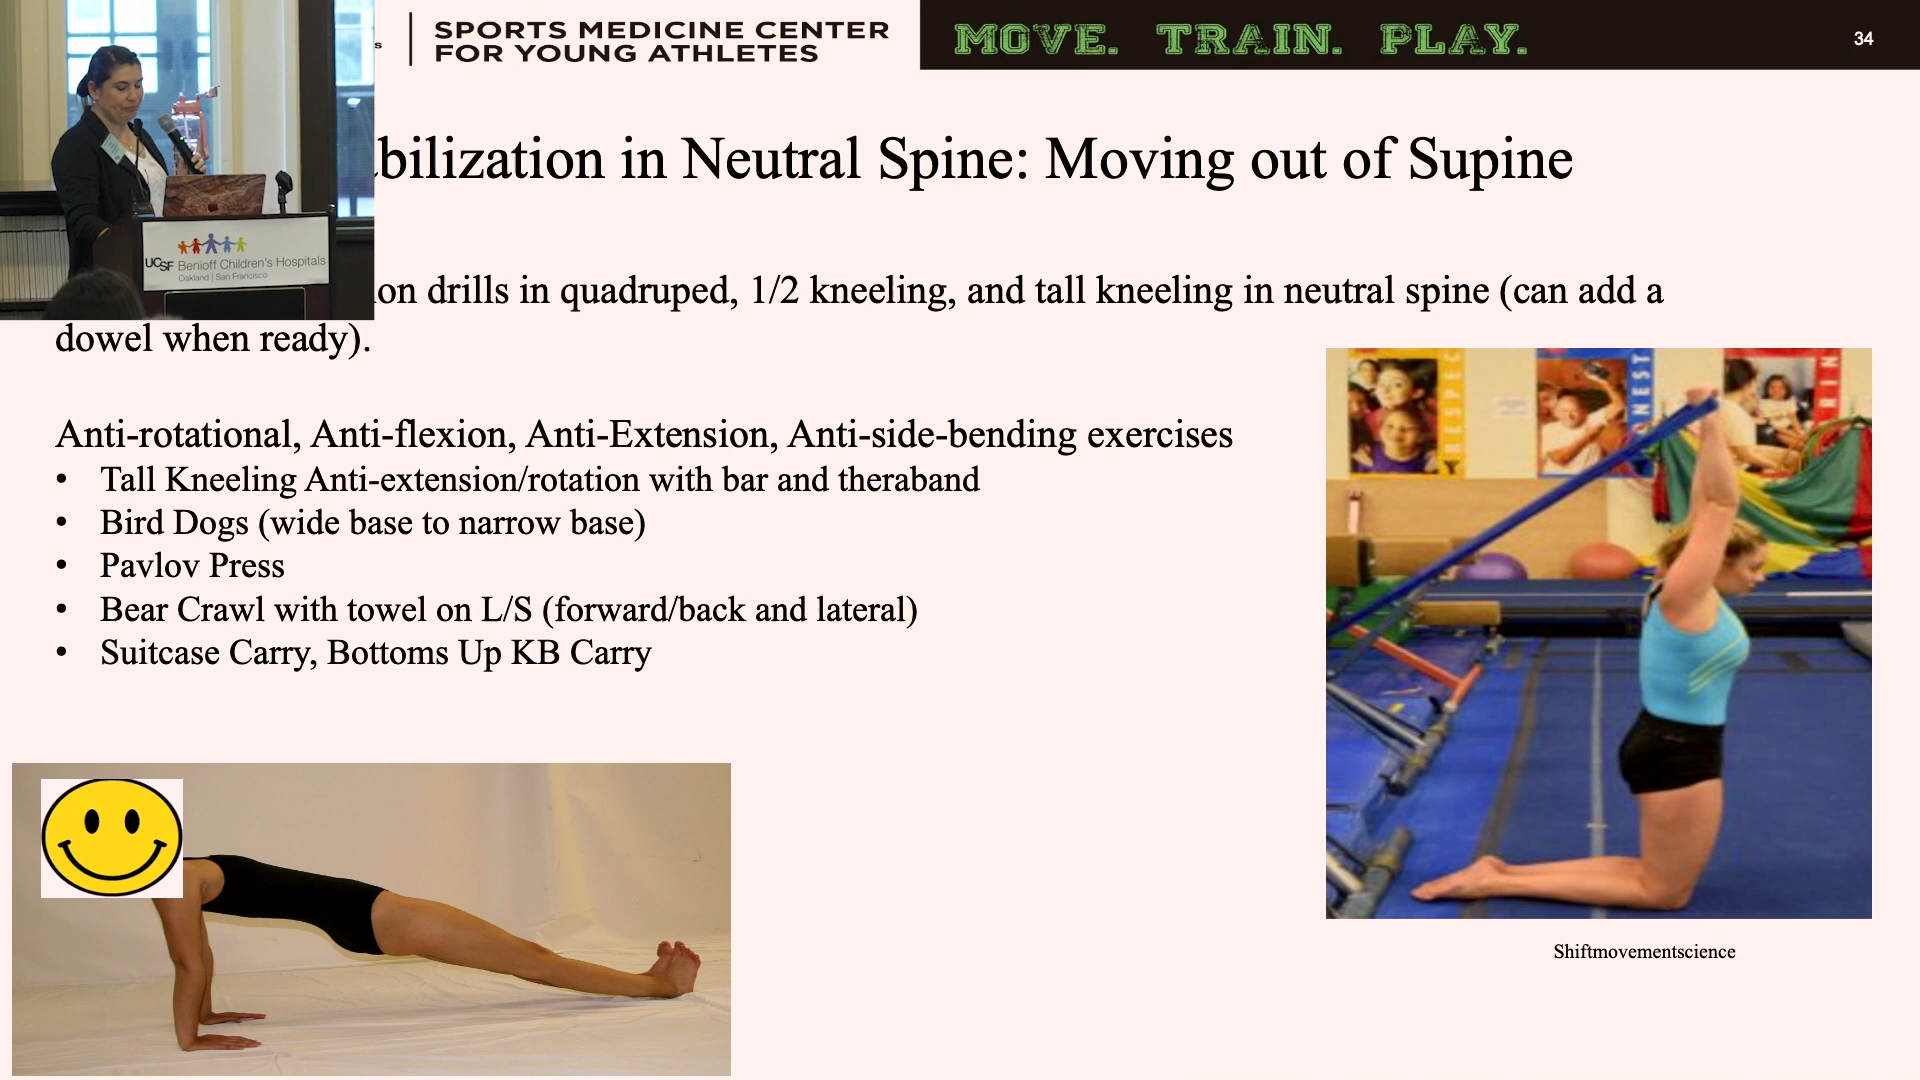 SPORTS MEDICINE CENTER
FOR YOUNG ATHLETES
MOVE. TRAIN. PLAY.
34
bilization in Neutral Spine: Moving out of Supine
UCSF Benioff Children's Hospitals
Oakland | San Francisco
on drills in quadruped, 1/2 kneeling, and tall kneeling in neutral spine (can add a
dowel when ready).
Anti-rotational, Anti-flexion, Anti-Extension, Anti-side-bending exercises
• Tall Kneeling Anti-extension/rotation with bar and theraband
• Bird Dogs (wide base to narrow base)
• Pavlov Press
• Bear Crawl with towel on L/S (forward/back and lateral)
• Suitcase Carry, Bottoms Up KB Carry
RESPEC
NEST
RIN
Shiftmovementscience